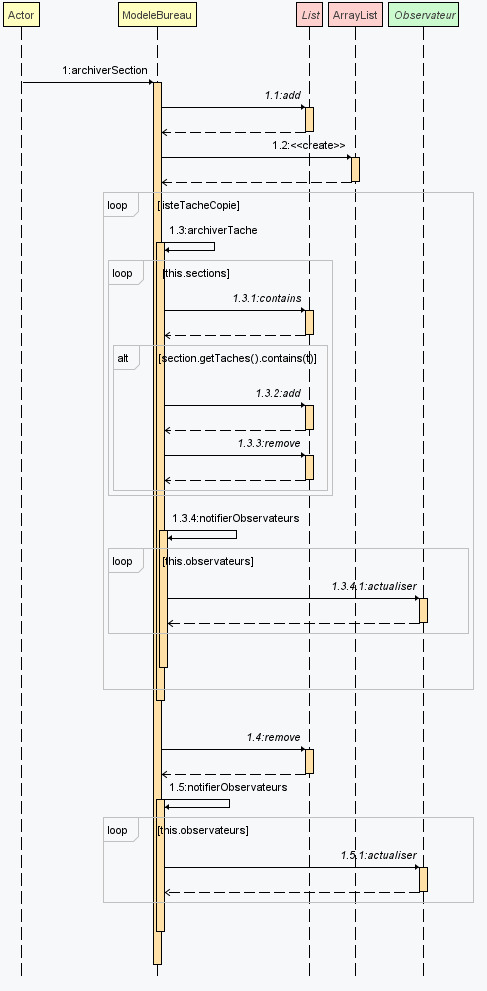 Actor
ModeleBureau
List
ArrayList
Observateur
1:archiverSection
1.1:add
1.2:<<create>>
loop
[listeTacheCopie]
1.3:archiverTache
loop
[this.sections]
1.3.1:contains
alt
[section.getTaches().contains(t)]
1.3.2:add
1.3.3:remove
1.3.4:notifierObservateurs
loop
[this.observateurs]
1.3.4.1:actualiser
1.4:remove
1.5:notifierObservateurs
loop
[this.observateurs]
1.5.1:actualiser